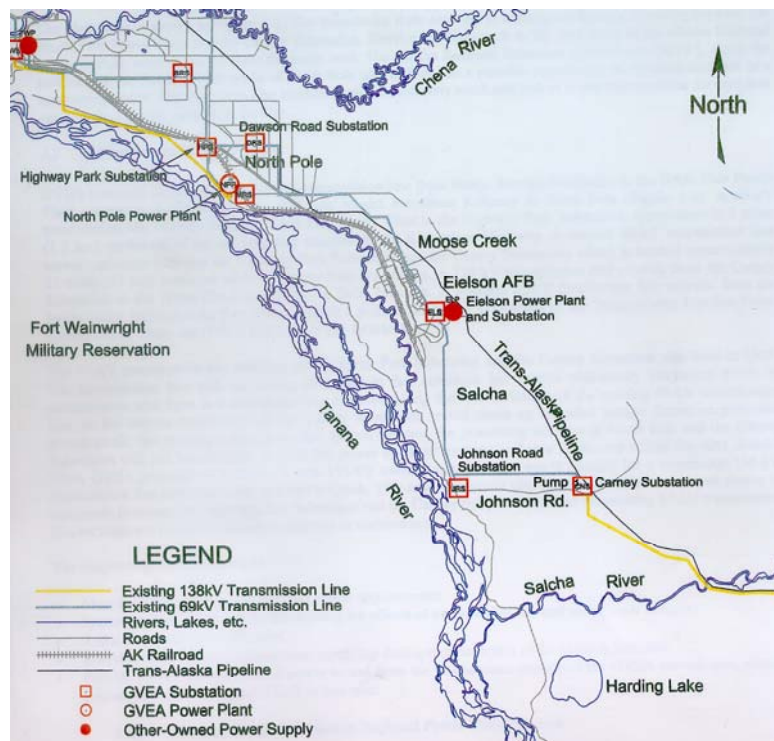 Chena River
North
Dawson Road Substation
Highway Park Substation
North Pole
North Pole Power Plant
Moose Creek
Eielson AFB
Eielson Power Plant
and Substation
Fort Wainwright
Military Reservation
Trans-Alaska Pipeline
Salcha
Tanana River
Johnson Road
Substation
Pump
Carney Substation
Johnson Rd.
Salcha River
Harding Lake
LEGEND
Existing 138kV Transmission Line
Existing 69kV Transmission Line
Rivers, Lakes, etc.
Roads
AK Railroad
Trans-Alaska Pipeline
GVEA Substation
GVEA Power Plant
Other-Owned Power Supply